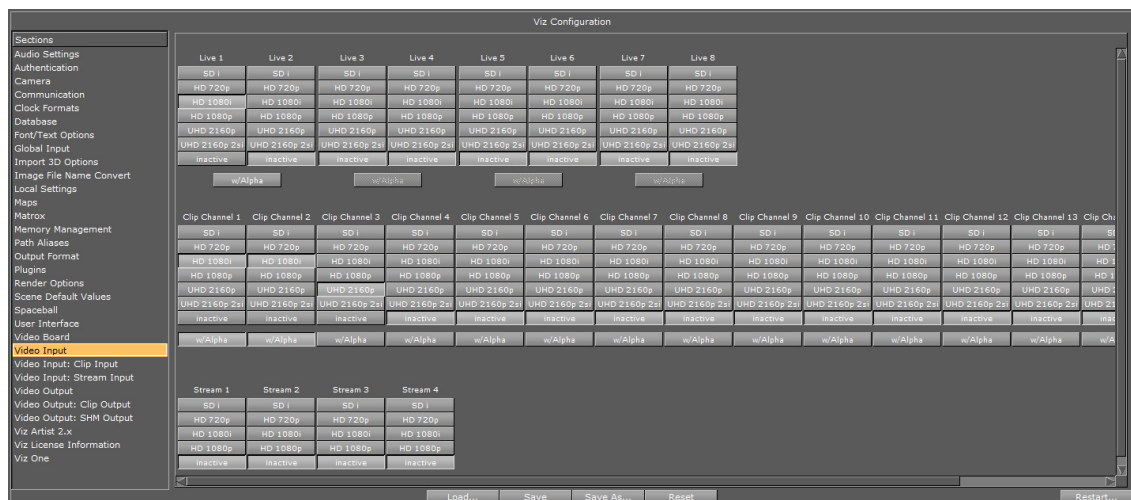 Viz Configuration
Sections
Audio Settings
Authentication
Camera
Communication
Clock Formats
Database
Font/Text Options
Global Input
Import 3D Options
Image File Name Convert
Local Settings
Maps
Matrox
Memory Management
Path Aliases
Output Format
Plugins
Render Options
Scene Default Values
Spaceball
User Interface
Video Board
Video Input
Video Input: Clip Input
Video Input: Stream Input
Video Output
Video Output: Clip Output
Video Output: SHM Output
Viz Artist 2.x
Viz License Information
Viz One
Live 1 Live 2 Live 3 Live 4 Live 5 Live 6 Live 7 Live 8
SD i SD i SD i SD i SD i SD i SD i SD i
HD 720p HD 720p HD 720p HD 720p HD 720p HD 720p HD 720p HD 720p
HD 1080i HD 1080i HD 1080i HD 1080i HD 1080i HD 1080i HD 1080i HD 1080i
HD 1080p HD 1080p HD 1080p HD 1080p HD 1080p HD 1080p HD 1080p HD 1080p
UHD 2160p UHD 2160p UHD 2160p UHD 2160p UHD 2160p UHD 2160p UHD 2160p UHD 2160p
UHD 2160p 2si UHD 2160p 2si UHD 2160p 2si UHD 2160p 2si UHD 2160p 2si UHD 2160p 2si UHD 2160p 2si UHD 2160p 2si
inactive inactive inactive inactive inactive inactive inactive inactive
w/Alpha w/Alpha w/Alpha w/Alpha
Clip Channel 1 Clip Channel 2 Clip Channel 3 Clip Channel 4 Clip Channel 5 Clip Channel 6 Clip Channel 7 Clip Channel 8 Clip Channel 9 Clip Channel 10 Clip Channel 11 Clip Channel 12 Clip Channel 13 Clip
SD i SD i SD i SD i SD i SD i SD i SD i SD i SD i SD i SD i SD i
HD 720p HD 720p HD 720p HD 720p HD 720p HD 720p HD 720p HD 720p HD 720p HD 720p HD 720p HD 720p HD 720p HD
HD 1080i HD 1080i HD 1080i HD 1080i HD 1080i HD 1080i HD 1080i HD 1080i HD 1080i HD 1080i HD 1080i HD 1080i HD 1080i HD
HD 1080p HD 1080p HD 1080p HD 1080p HD 1080p HD 1080p HD 1080p HD 1080p HD 1080p HD 1080p HD 1080p HD 1080p HD 1080p HD
UHD 2160p UHD 2160p UHD 2160p UHD 2160p UHD 2160p UHD 2160p UHD 2160p UHD 2160p UHD 2160p UHD 2160p UHD 2160p UHD 2160p UHD 2160p UHD
UHD 2160p 2si UHD 2160p 2si UHD 2160p 2si UHD 2160p 2si UHD 2160p 2si UHD 2160p 2si UHD 2160p 2si UHD 2160p 2si UHD 2160p 2si UHD 2160p 2si UHD 2160p 2si UHD 2160p 2si UHD 2160p 2si UHD
inactive inactive inactive inactive inactive inactive inactive inactive inactive inactive inactive inactive inactive
w/Alpha w/Alpha w/Alpha w/Alpha w/Alpha w/Alpha w/Alpha w/Alpha w/Alpha w/Alpha w/Alpha w/Alpha w/Alpha
Stream 1 Stream 2 Stream 3 Stream 4
SD i SD i SD i SD i
HD 720p HD 720p HD 720p HD 720p
HD 1080i HD 1080i HD 1080i HD 1080i
HD 1080p HD 1080p HD 1080p HD 1080p
inactive inactive inactive inactive
Load... Save Save As... Reset Restart...